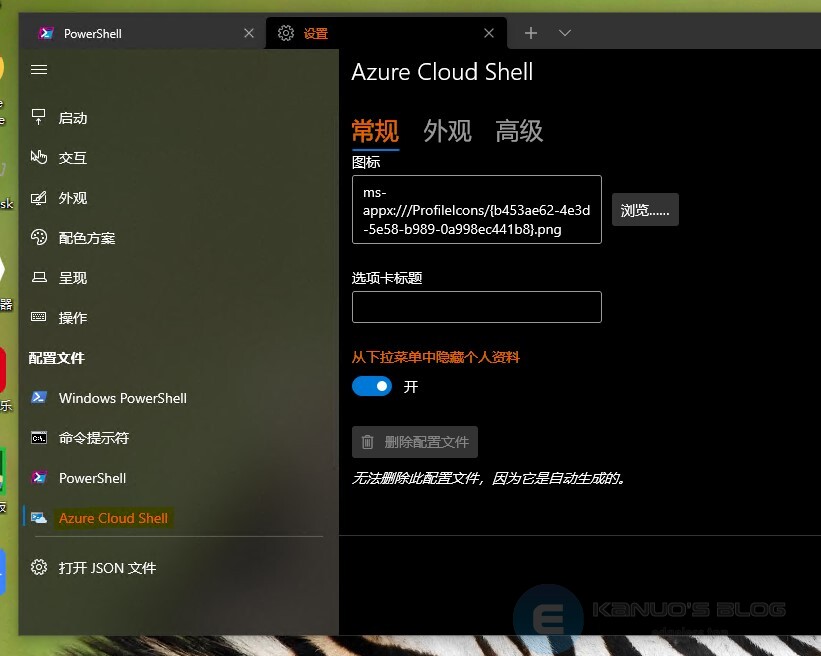 PowerShell
设置
Azure Cloud Shell
启动
交互
外观
配色方案
呈现
操作
配置文件
Windows PowerShell
命令提示符
PowerShell
Azure Cloud Shell
打开 JSON 文件
常规 外观 高级
图标
ms-
appx:///ProfileIcons/{b453ae62-4e3d
-5e58-b989-0a998ec441b8}.png
浏览......
选项卡标题
从下拉菜单中隐藏个人资料
开
删除配置文件
无法删除此配置文件，因为它是自动生成的。
e
e
sk
器
乐
E
KANUO'S BLOG